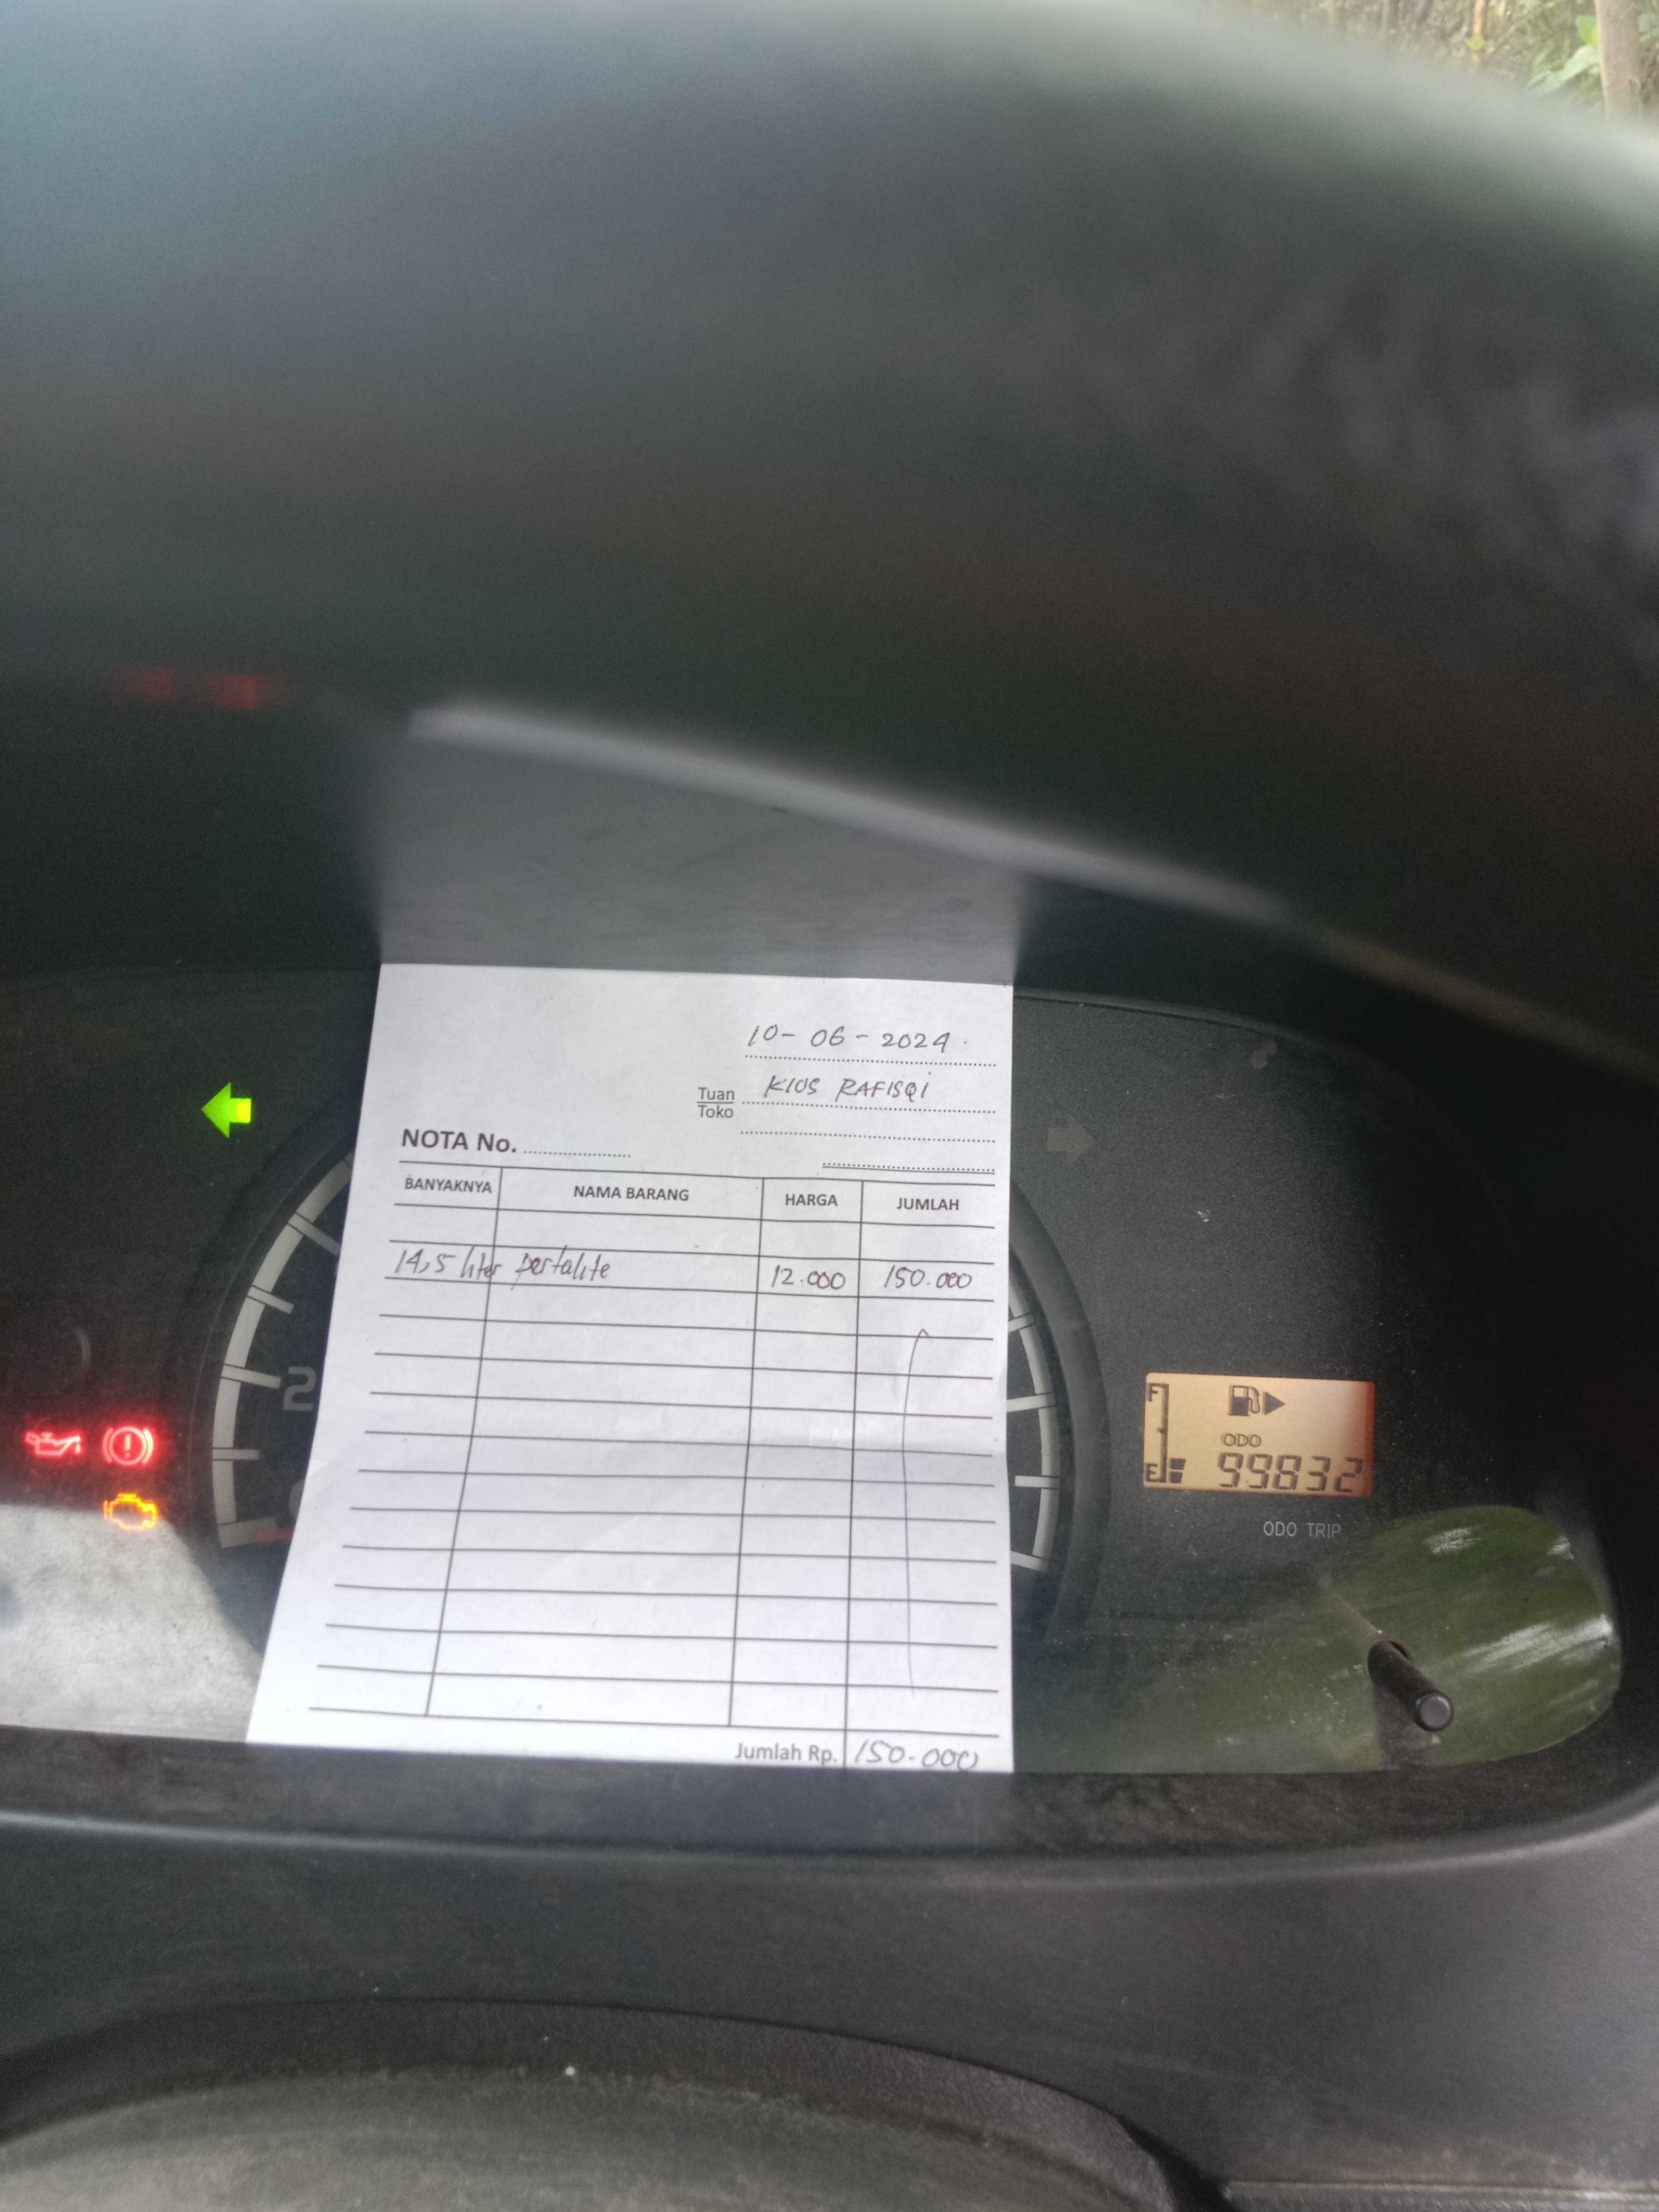 10-06-2024.
Tuan
Toko
KIOS RAFISQI
NOTA No.
BANYAKNYA NAMA BARANG HARGA JUMLAH
14,5 liter pertalite 12.000 150.000
Jumlah Rp. 150.000
2
F
ODO
E 99832
ODO TRIP